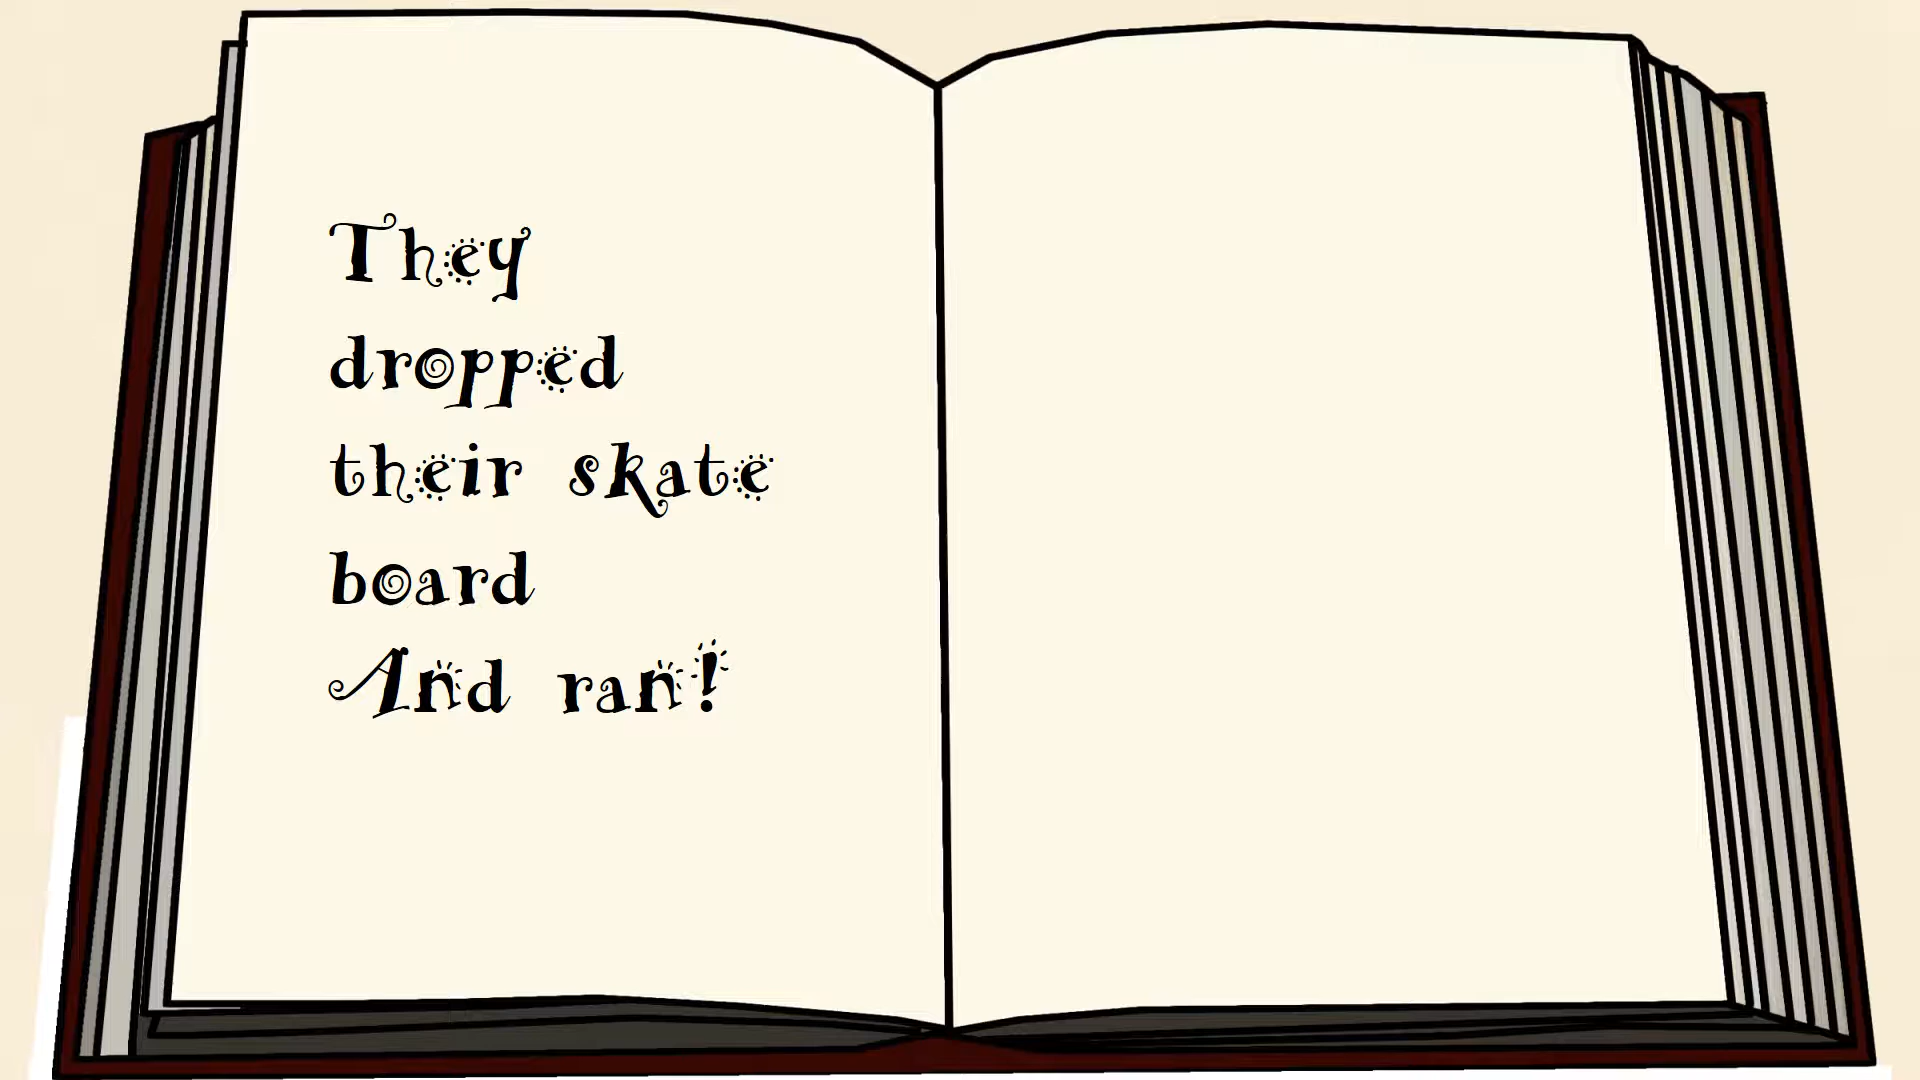 They
dropped
their skate
board
And ran!